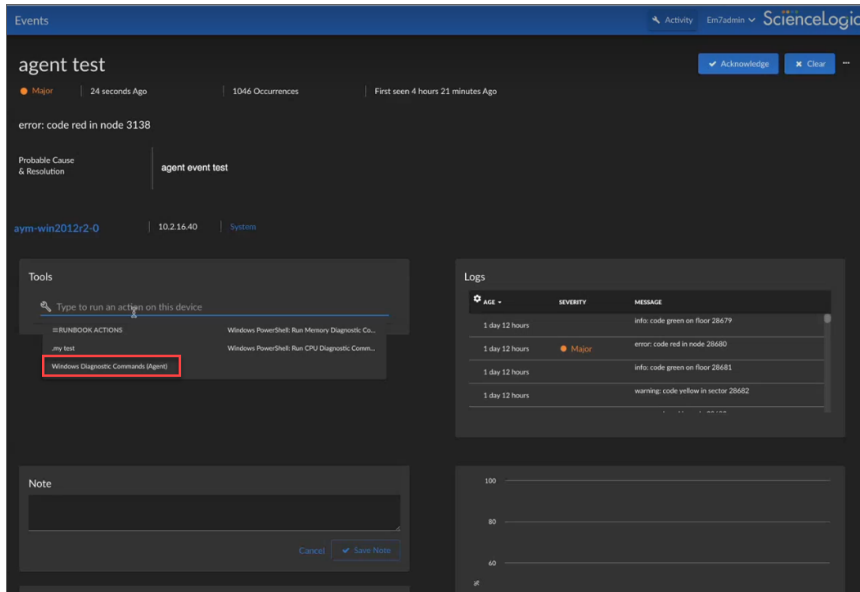 Events
Activity Em7admin ScienceLogic
agent test
Acknowledge Clear
Major 24 seconds Ago 1046 Occurrences First seen 4 hours 21 minutes Ago
error: code red in node 3138
Probable Cause
& Resolution
agent event test
aym-win2012r2-0 10.2.16.40 System
Tools
Type to run an action on this device
RUNBOOK ACTIONS Windows PowerShell: Run Memory Diagnostic Co...
.my test Windows PowerShell: Run CPU Diagnostic Comm...
Windows Diagnostic Commands (Agent)
Logs
AGE SEVERITY MESSAGE
1 day 12 hours info: code green on floor 28679
1 day 12 hours Major error: code red in node 28680
1 day 12 hours info: code green on floor 28681
1 day 12 hours warning: code yellow in sector 28682
Note
Cancel Save Note
100
80
60
%